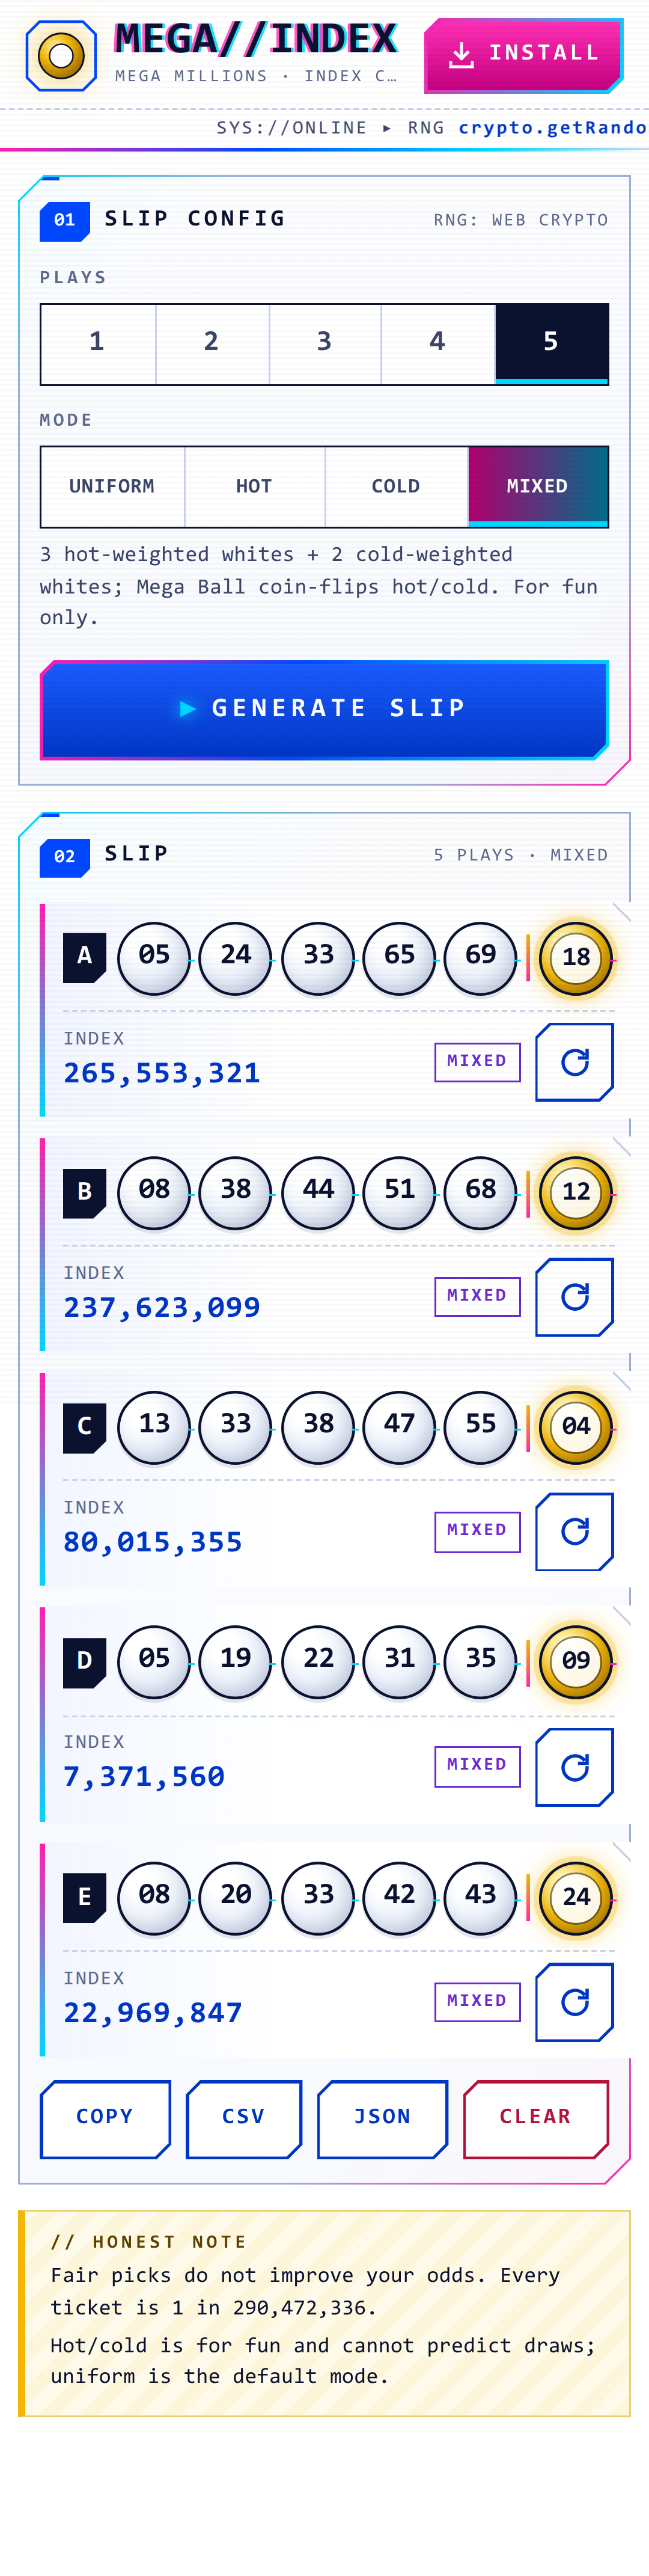 MEGA//INDEX
MEGA MILLIONS · INDEX C…
INSTALL
SYS://ONLINE ▸ RNG crypto.getRando
01 SLIP CONFIG RNG: WEB CRYPTO
PLAYS
1 2 3 4 5
MODE
UNIFORM HOT COLD MIXED
3 hot-weighted whites + 2 cold-weighted
whites; Mega Ball coin-flips hot/cold. For fun
only.
▶ GENERATE SLIP
02 SLIP 5 PLAYS · MIXED
A 05 24 33 65 69 18
INDEX
265,553,321 MIXED
B 08 38 44 51 68 12
INDEX
237,623,099 MIXED
C 13 33 38 47 55 04
INDEX
80,015,355 MIXED
D 05 19 22 31 35 09
INDEX
7,371,560 MIXED
E 08 20 33 42 43 24
INDEX
22,969,847 MIXED
COPY CSV JSON CLEAR
// HONEST NOTE
Fair picks do not improve your odds. Every
ticket is 1 in 290,472,336.
Hot/cold is for fun and cannot predict draws;
uniform is the default mode.